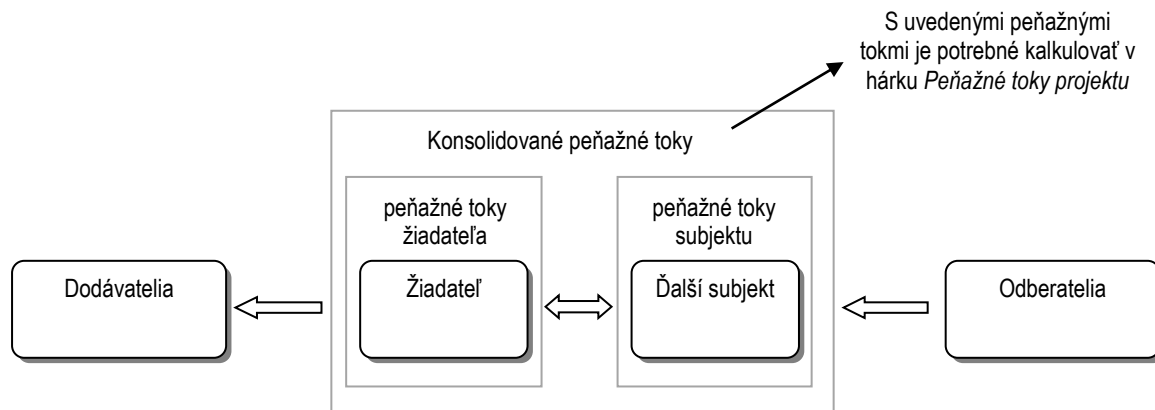 S uvedenými peňažnými
tokmi je potrebné kalkulovať v
hárku Peňažné toky projektu
Konsolidované peňažné toky
peňažné toky
žiadateľa
peňažné toky
subjektu
Dodávatelia
Žiadateľ
Ďalší subjekt
Odberatelia